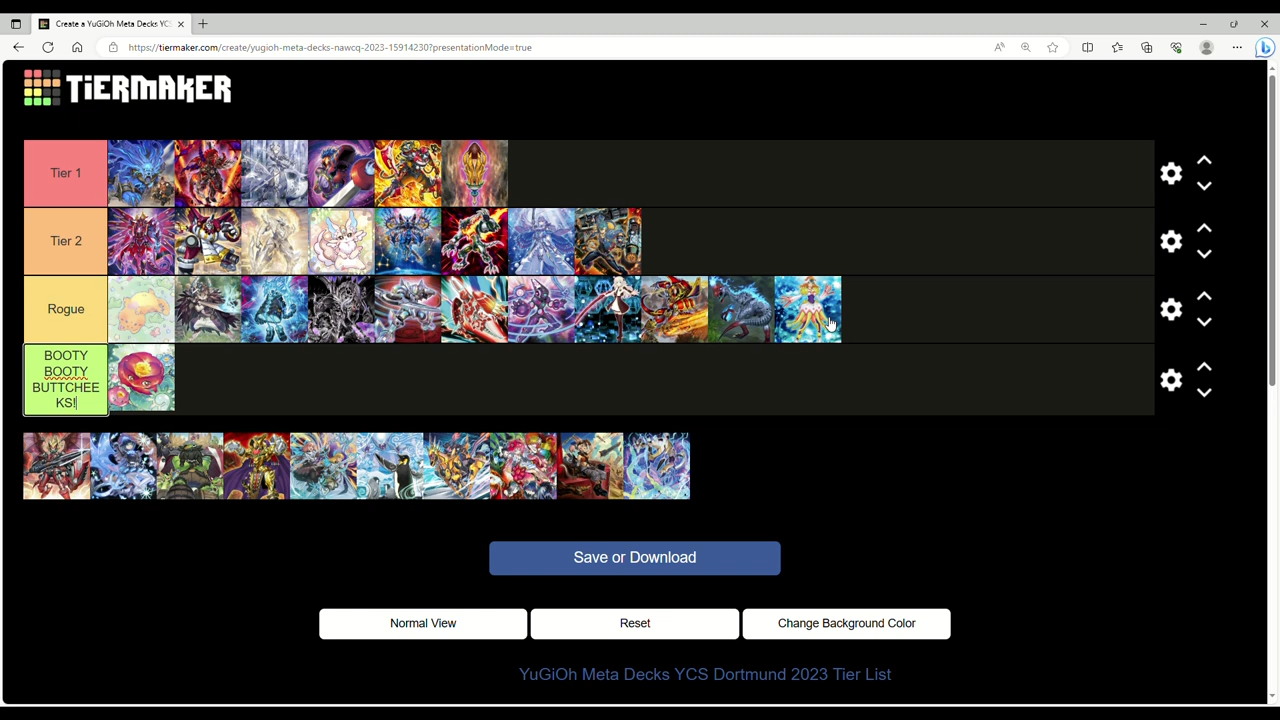 Create a YuGiOh Meta Decks YC
https://tiermaker.com/create/yugioh-meta-decks-nawcq-2023-15914230?presentationMode=true
TiERMAKER
Tier 1
Tier 2
Rogue
BOOTY
BOOTY
BUTTCHEE
KS!
Save or Download
Normal View
Reset
Change Background Color
YuGiOh Meta Decks YCS Dortmund 2023 Tier List